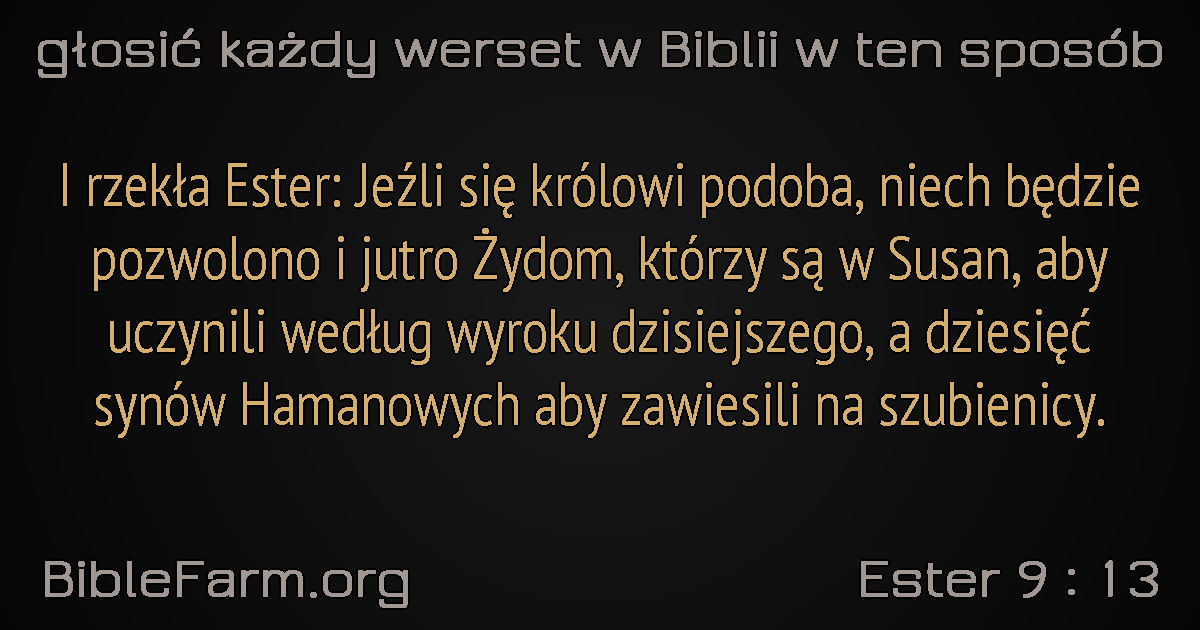 głosić każdy werset w Biblii w ten sposób
I rzekła Ester: Jeźli się królowi podoba, niech będzie
pozwolono i jutro Żydom, którzy są w Susan, aby
uczynili według wyroku dzisiejszego, a dziesięć
synów Hamanowych aby zawiesili na szubienicy.
BibleFarm.org
Ester 9 : 13